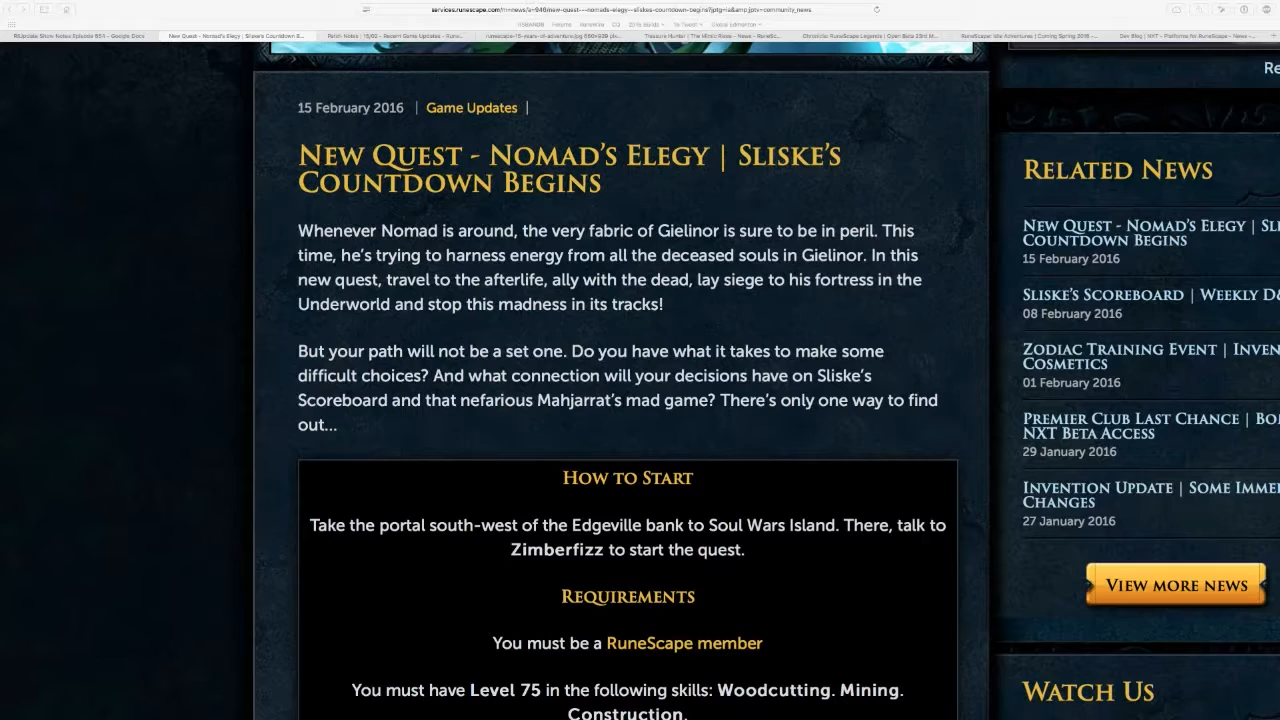 services.runescape.com/m=news/a=946/new-quest---nomads-elegy--sliskes-countdown-begins?jptg=ia&amp;jptv=community_news
RSUpdate Show Notes Episode 854 - Google Docs
New Quest - Nomad's Elegy | Sliske's Countdown B...
Patch Notes | 15/02 - Recent Game Updates - Rune...
Treasure Hunter | The Mimic Rises - News - RuneSc...
Chronicle: RuneScape Legends | Open Beta 23rd M...
RuneScape: Idle Adventures | Coming Spring 2016 -...
Dev Blog | NXT - Platforms for RuneScape - News -...
15 February 2016 | Game Updates |
New Quest - Nomad's Elegy | Sliske's
Countdown Begins
Whenever Nomad is around, the very fabric of Gielinor is sure to be in peril. This
time, he's trying to harness energy from all the deceased souls in Gielinor. In this
new quest, travel to the afterlife, ally with the dead, lay siege to his fortress in the
Underworld and stop this madness in its tracks!
But your path will not be a set one. Do you have what it takes to make some
difficult choices? And what connection will your decisions have on Sliske's
Scoreboard and that nefarious Mahjarrat's mad game? There's only one way to find
out...
How to Start
Take the portal south-west of the Edgeville bank to Soul Wars Island. There, talk to
Zimberfizz to start the quest.
Requirements
You must be a RuneScape member
You must have Level 75 in the following skills: Woodcutting. Mining.
Construction.
Re
Related News
New Quest - Nomad's Elegy | Sli
Countdown Begins
15 February 2016
Sliske's Scoreboard | Weekly D&
08 February 2016
Zodiac Training Event | Inven
Cosmetics
01 February 2016
Premier Club Last Chance | Bo
NXT Beta Access
29 January 2016
Invention Update | Some Imme
Changes
27 January 2016
View more news
Watch Us